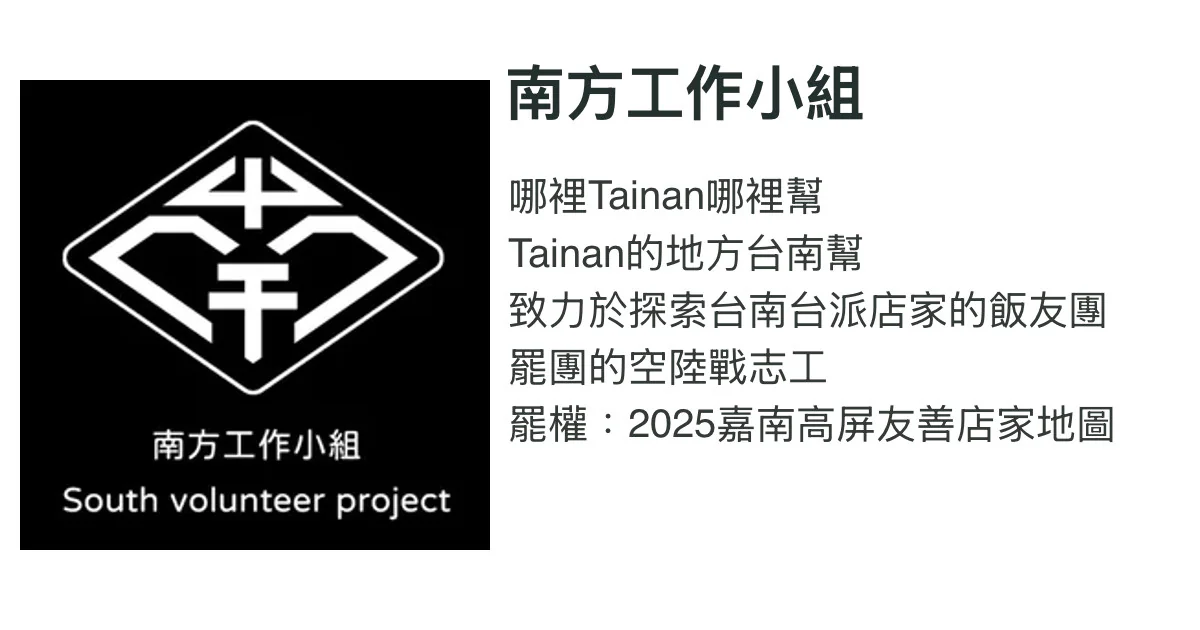 南方工作小組
South volunteer project
南方工作小組
哪裡Tainan哪裡幫
Tainan的地方台南幫
致力於探索台南台派店家的飯友團
罷團的空陸戰志工
罷權：2025嘉南高屏友善店家地圖